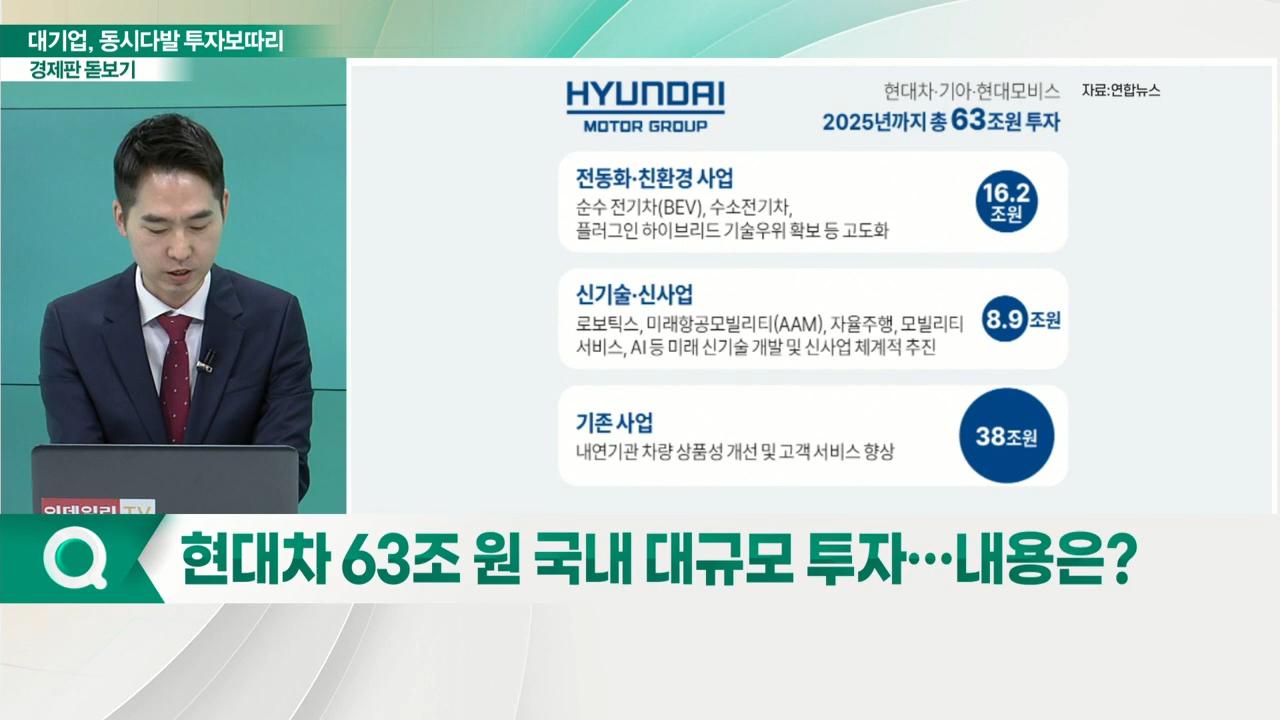 대기업, 동시다발 투자보따리
경제판 돋보기
HYUNDAI
MOTOR GROUP
현대차·기아·현대모비스
2025년까지 총 63조원 투자
자료:연합뉴스
전동화·친환경 사업
순수 전기차(BEV), 수소전기차,
플러그인 하이브리드 기술우위 확보 등 고도화
16.2
조원
신기술·신사업
로보틱스, 미래항공모빌리티(AAM), 자율주행, 모빌리티
서비스, AI 등 미래 신기술 개발 및 신사업 체계적 추진
8.9 조원
기존 사업
내연기관 차량 상품성 개선 및 고객 서비스 향상
38조원
이데일리 TV
현대차 63조 원 국내 대규모 투자…내용은?